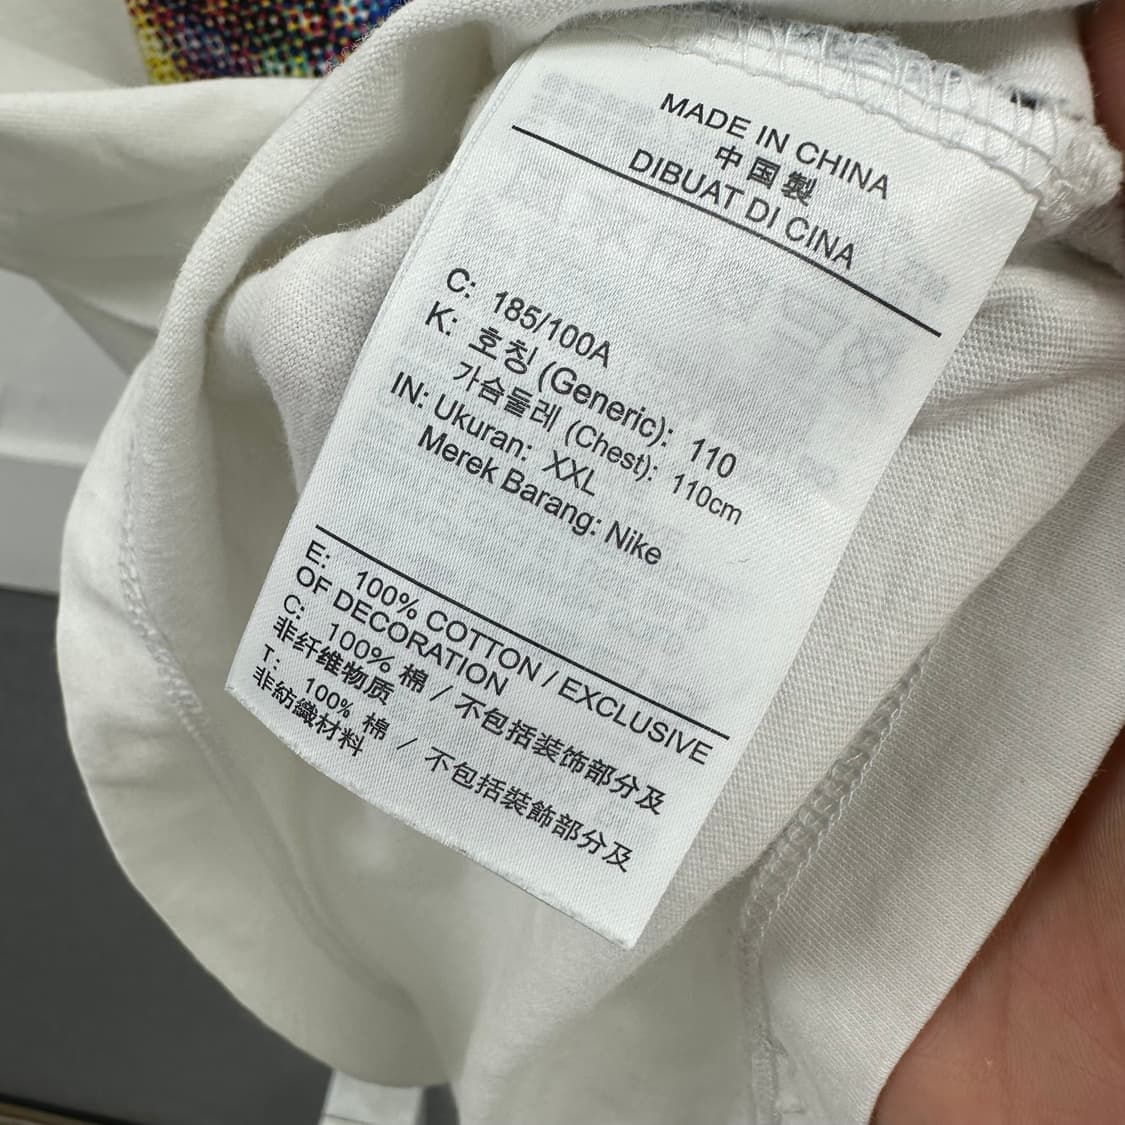 MADE IN CHINA
中国製
DIBUAT DI CINA
C: 185/100A
K: 호칭 (Generic): 110
가슴둘레 (Chest): 110cm
IN: Ukuran: XXL
Merek Barang: Nike
E: 100% COTTON / EXCLUSIVE
OF DECORATION
C: 100% 棉 / 不包括装饰部分及
非纤维物质
T: 100% 棉 / 不包括裝飾部分及
非紡織材料